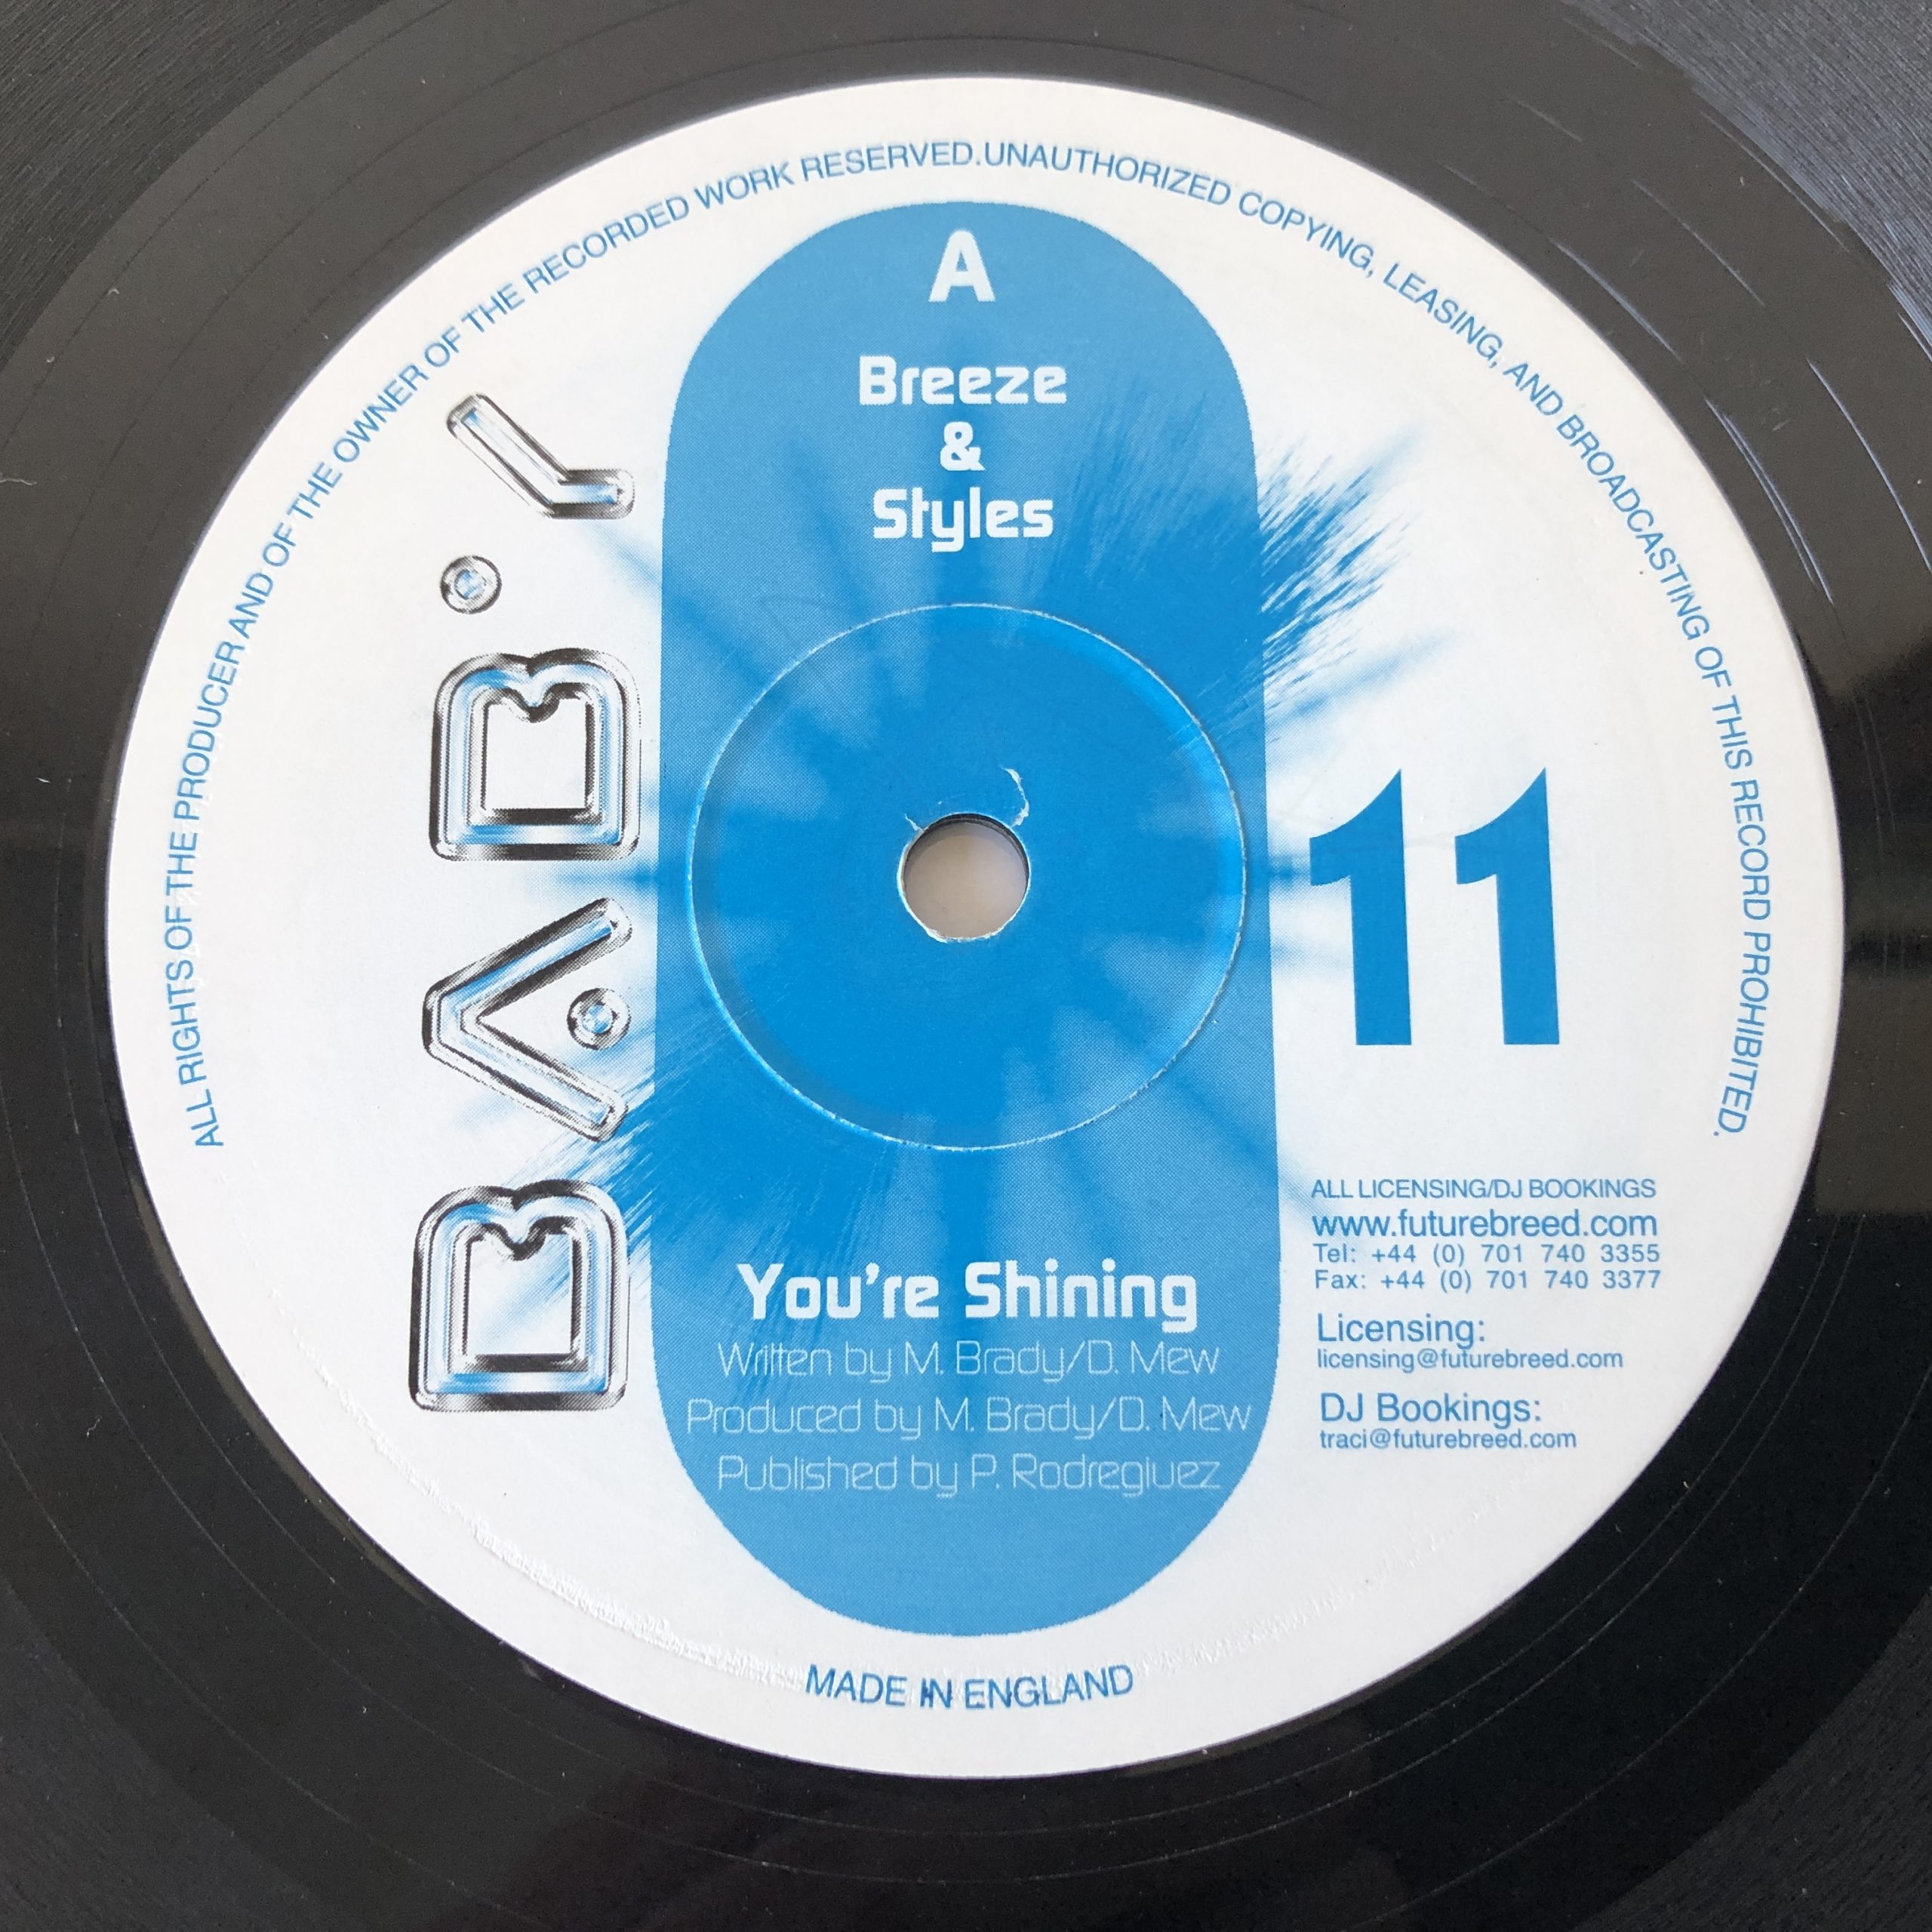 ALL RIGHTS OF THE PRODUCER AND OF THE OWNER OF THE RECORDED WORK RESERVED.UNAUTHORIZED COPYING, LEASING, AND BROADCASTING OF THIS RECORD PROHIBITED.
A
Breeze
&
Styles
BABY
11
You're Shining
Written by M. Brady/D. Mew
Produced by M. Brady/D. Mew
Published by P. Rodregiuez
ALL LICENSING/DJ BOOKINGS
www.futurebreed.com
Tel: +44 (0) 701 740 3355
Fax: +44 (0) 701 740 3377
Licensing:
licensing@futurebreed.com
DJ Bookings:
traci@futurebreed.com
MADE IN ENGLAND